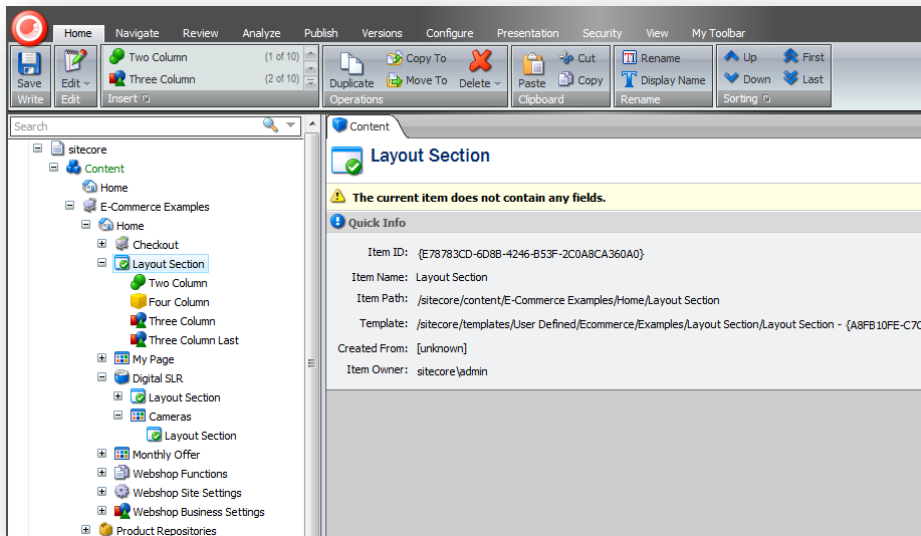 Home Navigate Review Analyze Publish Versions Configure Presentation Security View My Toolbar
Save Edit Two Column (1 of 10) Three Column (2 of 10) Duplicate Copy To Move To Delete Paste Cut Copy Rename Display Name Up Down First Last
Write Edit Insert Operations Clipboard Rename Sorting
Search
sitecore
Content
Home
E-Commerce Examples
Home
Checkout
Layout Section
Two Column
Four Column
Three Column
Three Column Last
My Page
Digital SLR
Layout Section
Cameras
Layout Section
Monthly Offer
Webshop Functions
Webshop Site Settings
Webshop Business Settings
Product Repositories
Content
Layout Section
The current item does not contain any fields.
Quick Info
Item ID: {E78783CD-6D8B-4246-B53F-2C0A8CA360A0}
Item Name: Layout Section
Item Path: /sitecore/content/E-Commerce Examples/Home/Layout Section
Template: /sitecore/templates/User Defined/Ecommerce/Examples/Layout Section/Layout Section - {A8FB10FE-C7C
Created From: [unknown]
Item Owner: sitecore\admin